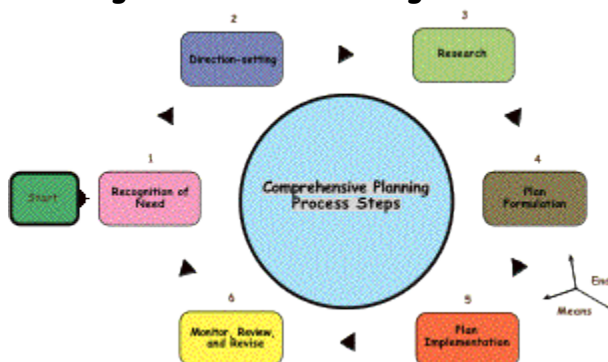 2
3
Direction-setting
Research
1
4
Start
Recognition of
Need
Comprehensive Planning
Process Steps
Plan
Formulation
6
5
Means
Monitor, Review,
and Revise
Plan
Implementation